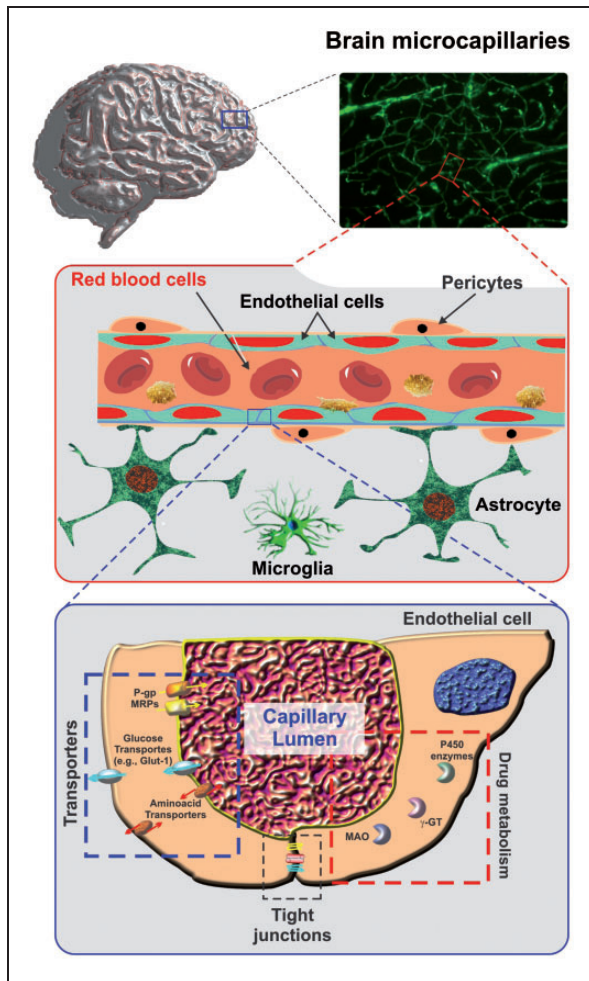 Brain microcapillaries
Red blood cells
Endothelial cells
Pericytes
Astrocyte
Microglia
Endothelial cell
P-gp
MRPs
Capillary
Lumen
Transporters
Glucose
Transportes
(e.g., Glut-1)
Aminoacid
Transporters
P450
enzymes
γ-GT
MAO
Drug metabolism
Tight
junctions